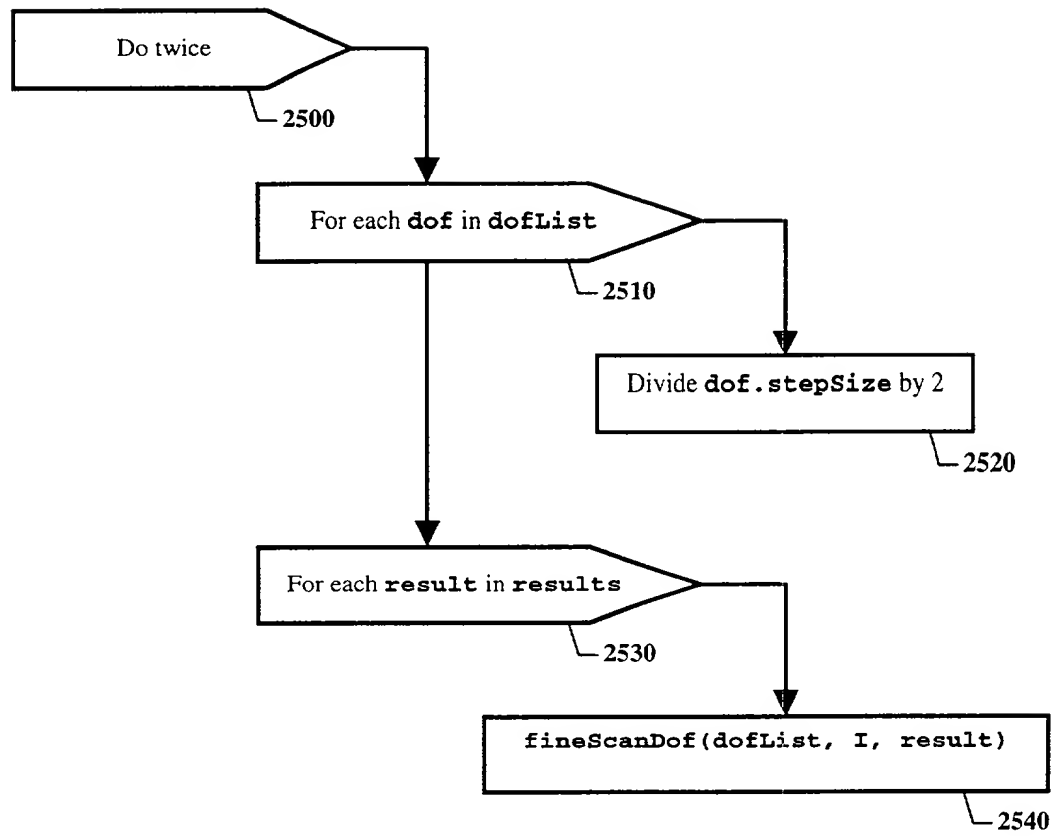 Do twice
2500
For each dof in dofList
2510
Divide dof.stepSize by 2
2520
For each result in results
2530
fineScanDof(dofList, I, result)
2540